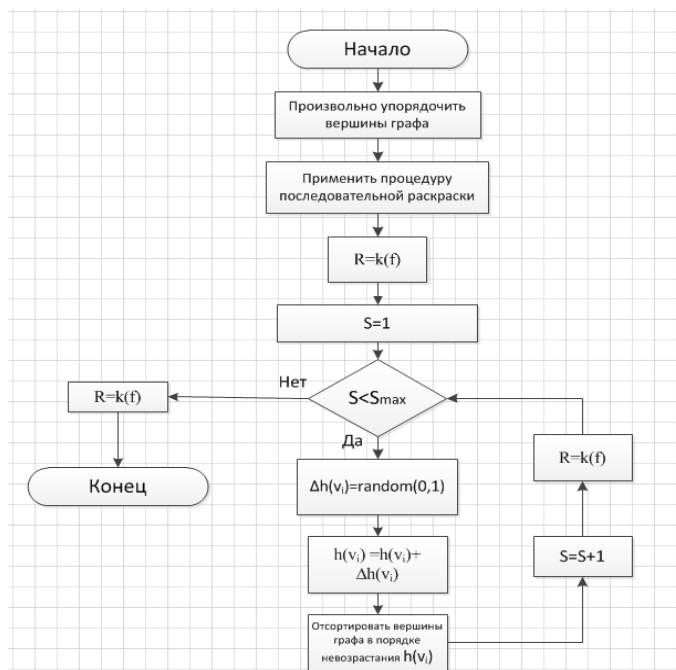 Начало
Произвольно упорядочить
вершины графа
Применить процедуру
последовательной раскраски
R=k(f)
S=1
S<Smax
Нет
R=k(f)
Конец
Да
Δh(vᵢ)=random(0,1)
h(vᵢ) =h(vᵢ)+
Δh(vᵢ)
Отсортировать вершины
графа в порядке
невозрастания h(vᵢ)
S=S+1
R=k(f)